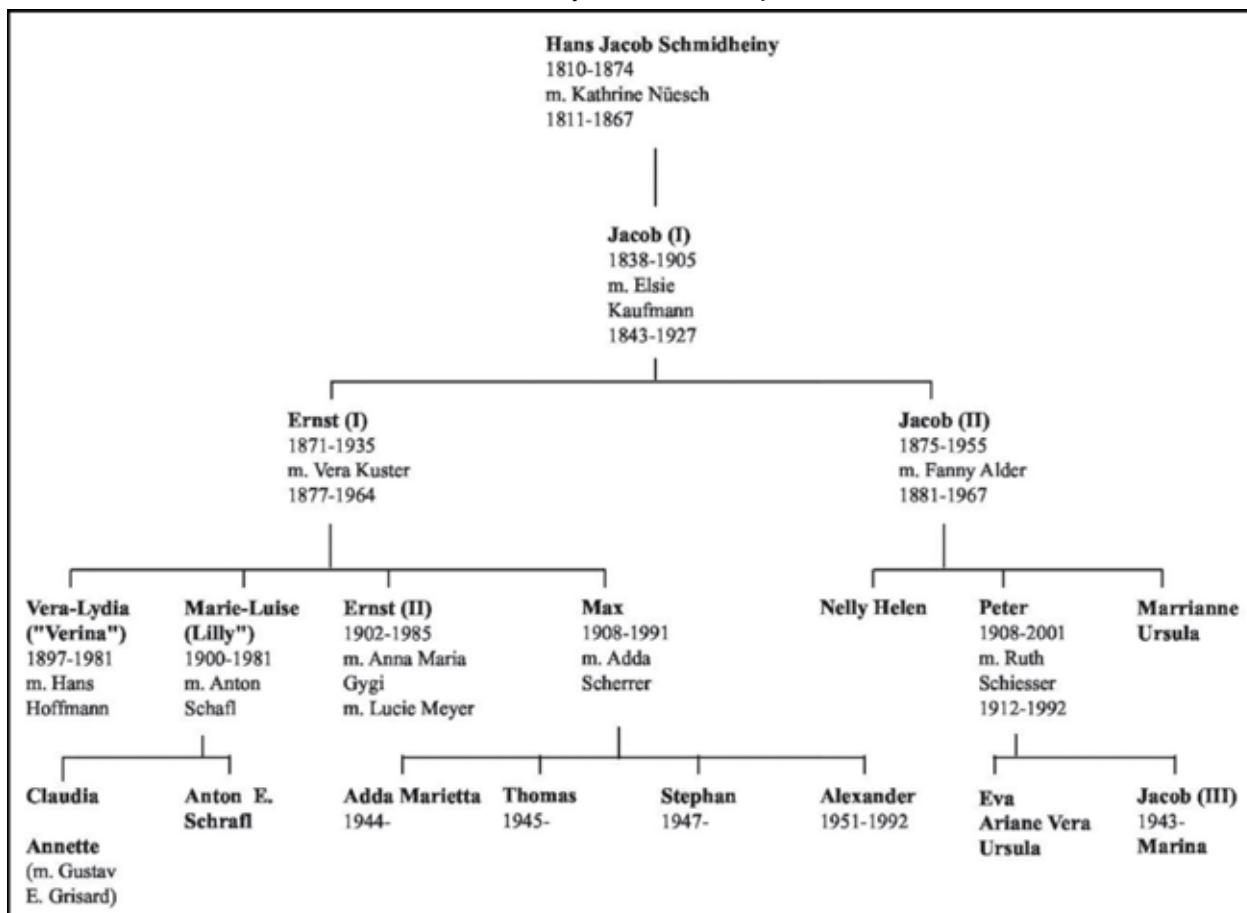 Hans Jacob Schmidheiny
1810-1874
m. Kathrine Nüesch
1811-1867
Jacob (I)
1838-1905
m. Elsie
Kaufmann
1843-1927
Ernst (I)
1871-1935
m. Vera Kuster
1877-1964
Jacob (II)
1875-1955
m. Fanny Alder
1881-1967
Vera-Lydia
("Verina")
1897-1981
m. Hans
Hoffmann
Marie-Luise
(Lilly")
1900-1981
m. Anton
Schafl
Ernst (II)
1902-1985
m. Anna Maria
Gygi
m. Lucie Meyer
Max
1908-1991
m. Adda
Scherrer
Nelly Helen
Peter
1908-2001
m. Ruth
Schiesser
1912-1992
Marrianne
Ursula
Claudia
Annette
(m. Gustav
E. Grisard)
Anton E.
Schrafl
Adda Marietta
1944-
Thomas
1945-
Stephan
1947-
Alexander
1951-1992
Eva
Ariane Vera
Ursula
Jacob (III)
1943-
Marina